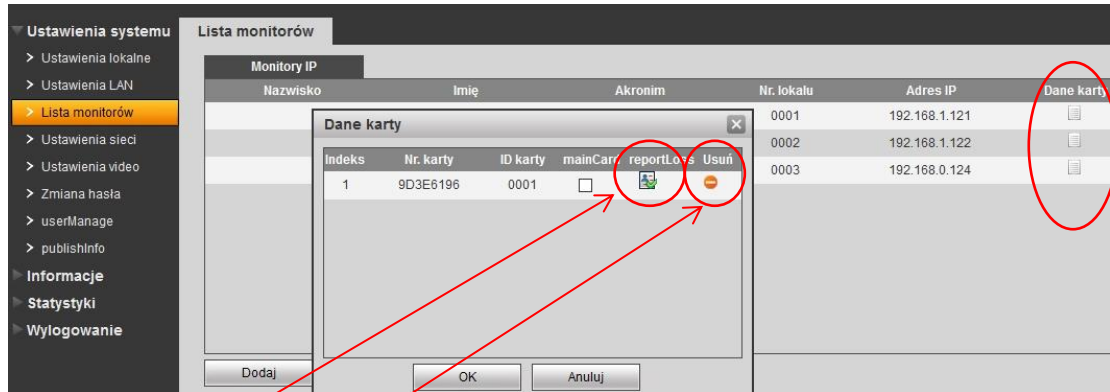 Ustawienia systemu
Ustawienia lokalne
Ustawienia LAN
Lista monitorów
Ustawienia sieci
Ustawienia video
Zmiana hasła
userManage
publishInfo
Informacje
Statystyki
Wylogowanie
Lista monitorów
Monitory IP
Nazwisko Imię Akronim Nr. lokalu Adres IP Dane karty
0001 192.168.1.121
0002 192.168.1.122
0003 192.168.0.124
Dane karty
Indeks Nr. karty ID karty mainCard reportLoss Usuń
1 9D3E6196 0001
OK Anuluj
Dodaj